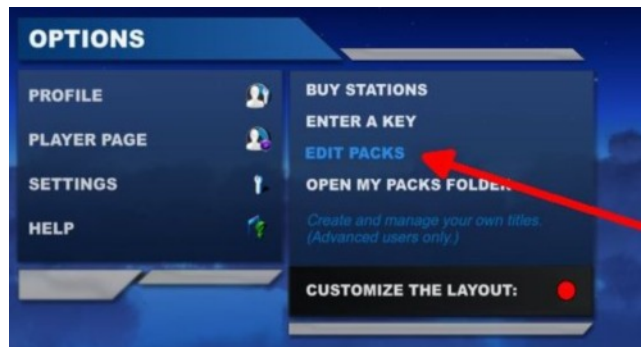 OPTIONS
PROFILE
PLAYER PAGE
SETTINGS
HELP
BUY STATIONS
ENTER A KEY
EDIT PACKS
OPEN MY PACKS FOLDER
Create and manage your own titles.
(Advanced users only.)
CUSTOMIZE THE LAYOUT: